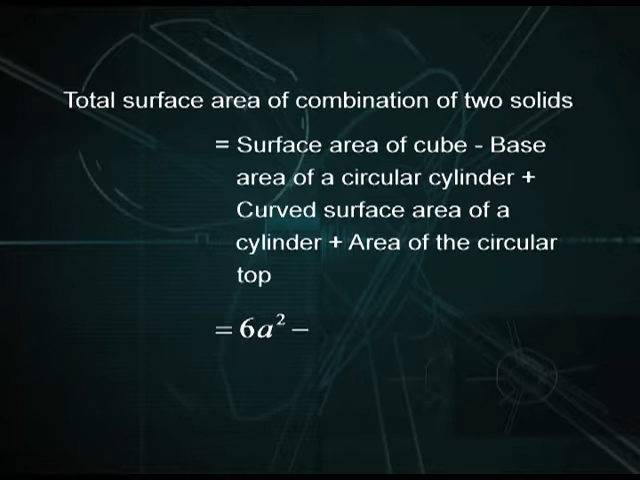 Total surface area of combination of two solids
= Surface area of cube - Base
area of a circular cylinder +
Curved surface area of a
cylinder + Area of the circular
top
= 6a² −